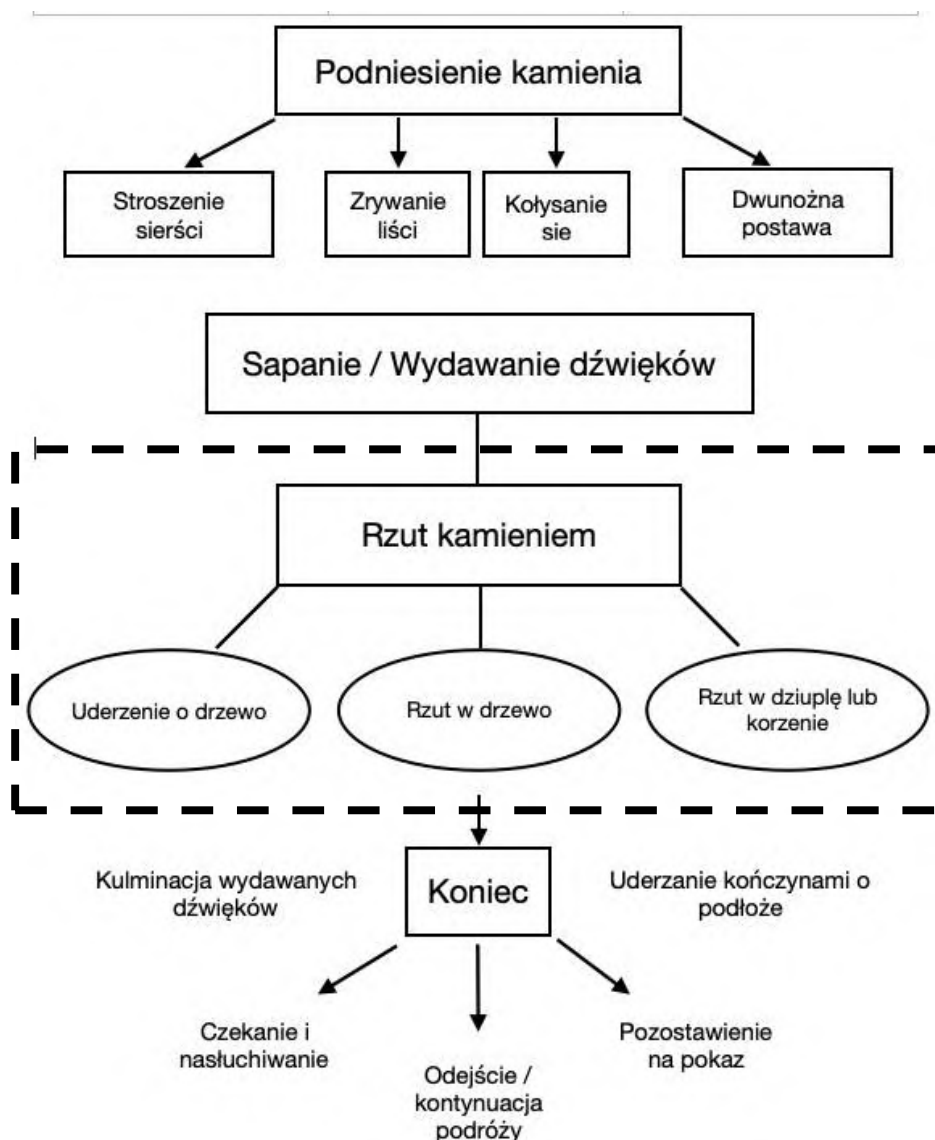 Podniesienie kamienia
Stroszenie
sierści
Zrywanie
liści
Kołysanie
sie
Dwunożna
postawa
Sapanie / Wydawanie dźwięków
Rzut kamieniem
Uderzenie o drzewo
Rzut w drzewo
Rzut w dziuplę lub
korzenie
Kulminacja wydawanych
dźwięków
Koniec
Uderzanie kończynami o
podłoże
Czekanie i
nasłuchiwanie
Odejście /
kontynuacja
podróży
Pozostawienie
na pokaz